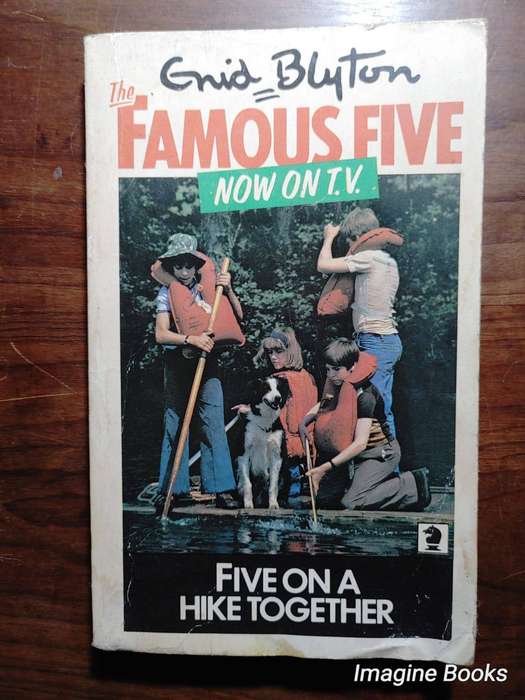 Enid Blyton
The
FAMOUS FIVE
NOW ON T.V.
FIVE ON A
HIKE TOGETHER
Imagine Books